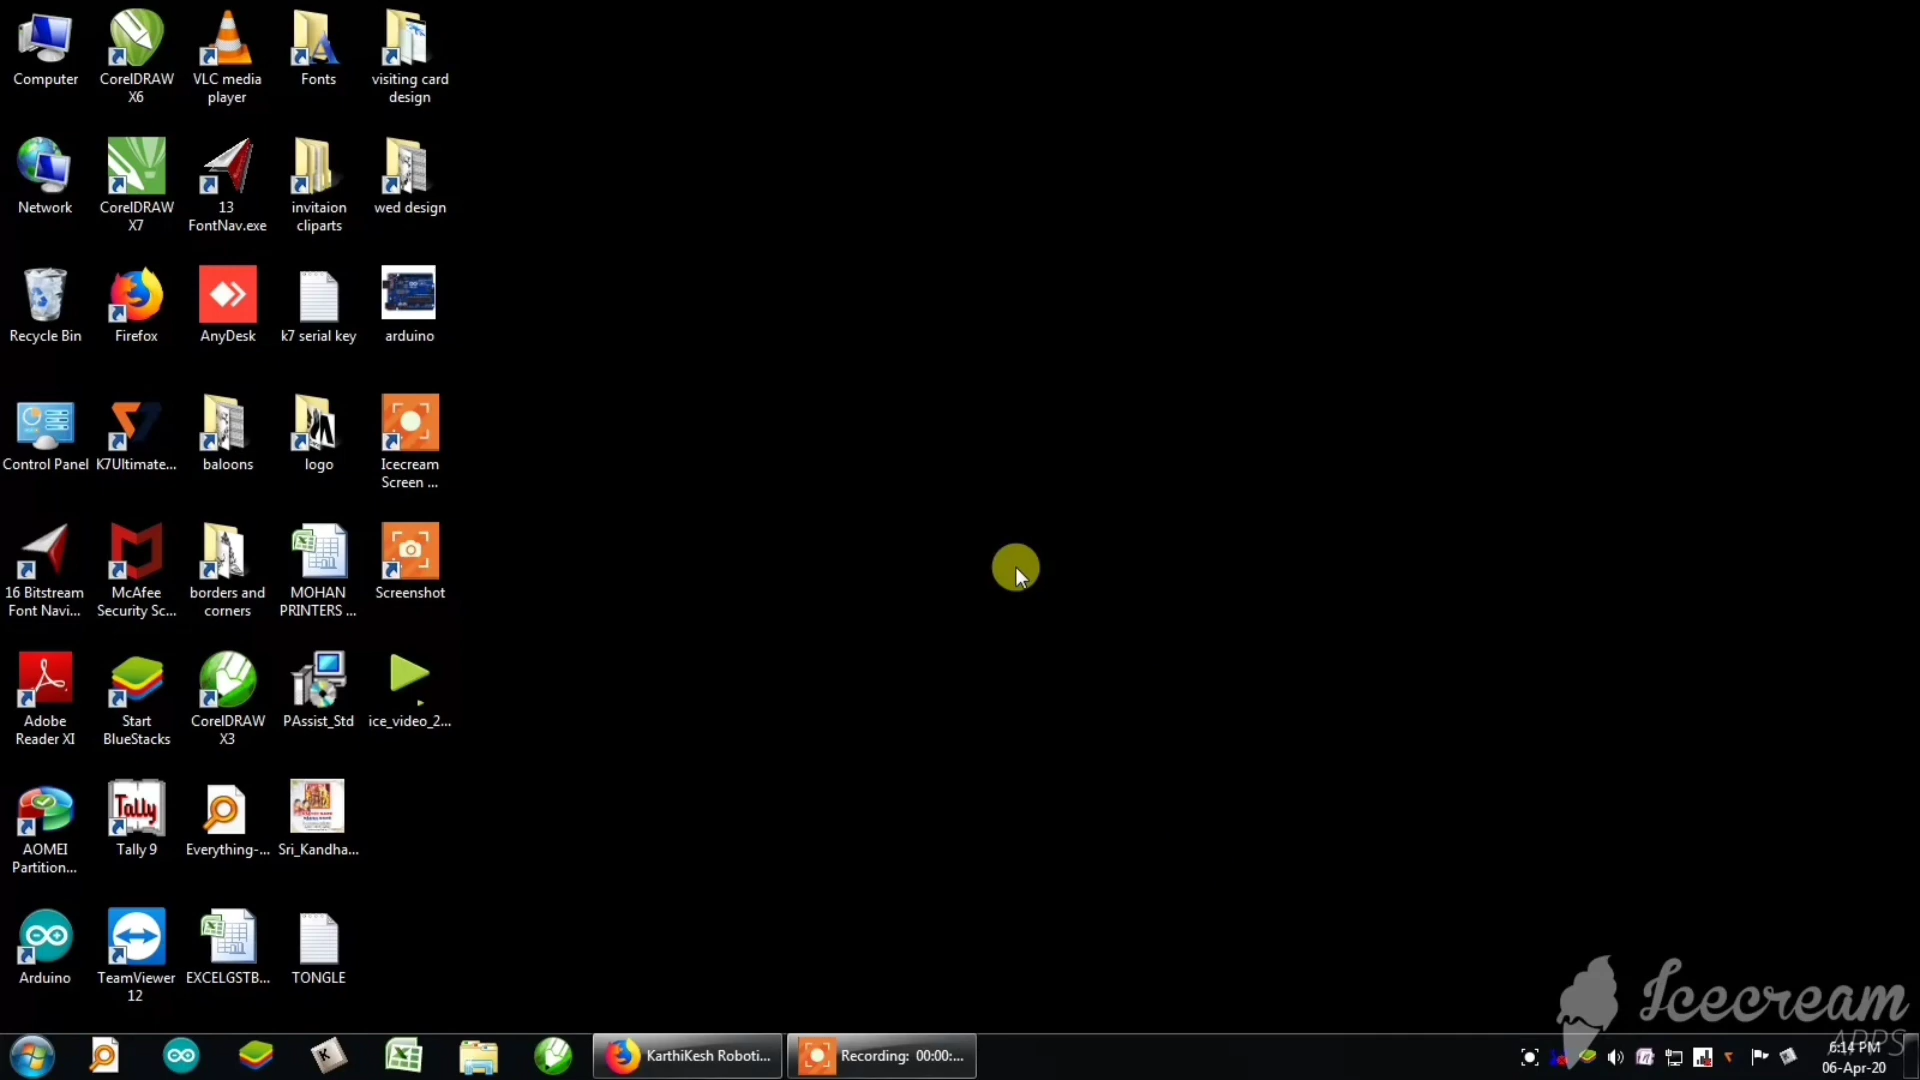 Computer
CorelDRAW
X6
VLC media
player
Fonts
visiting card
design
Network
CorelDRAW
X7
13
FontNav.exe
invitaion
cliparts
wed design
Recycle Bin
Firefox
AnyDesk
k7 serial key
arduino
Control Panel
K7Ultimate...
baloons
logo
Icecream
Screen ...
16 Bitstream
Font Navi...
McAfee
Security Sc...
borders and
corners
MOHAN
PRINTERS ...
Screenshot
Adobe
Reader XI
Start
BlueStacks
CorelDRAW
X3
PAssist_Std
ice_video_2...
AOMEI
Partition...
Tally
Tally 9
Everything-...
Sri_Kandha...
Arduino
TeamViewer
12
EXCELGSTB...
TONGLE
KarthiKesh Roboti...
Recording: 00:00:...
Icecream
APPS
6:14 PM
06-Apr-20